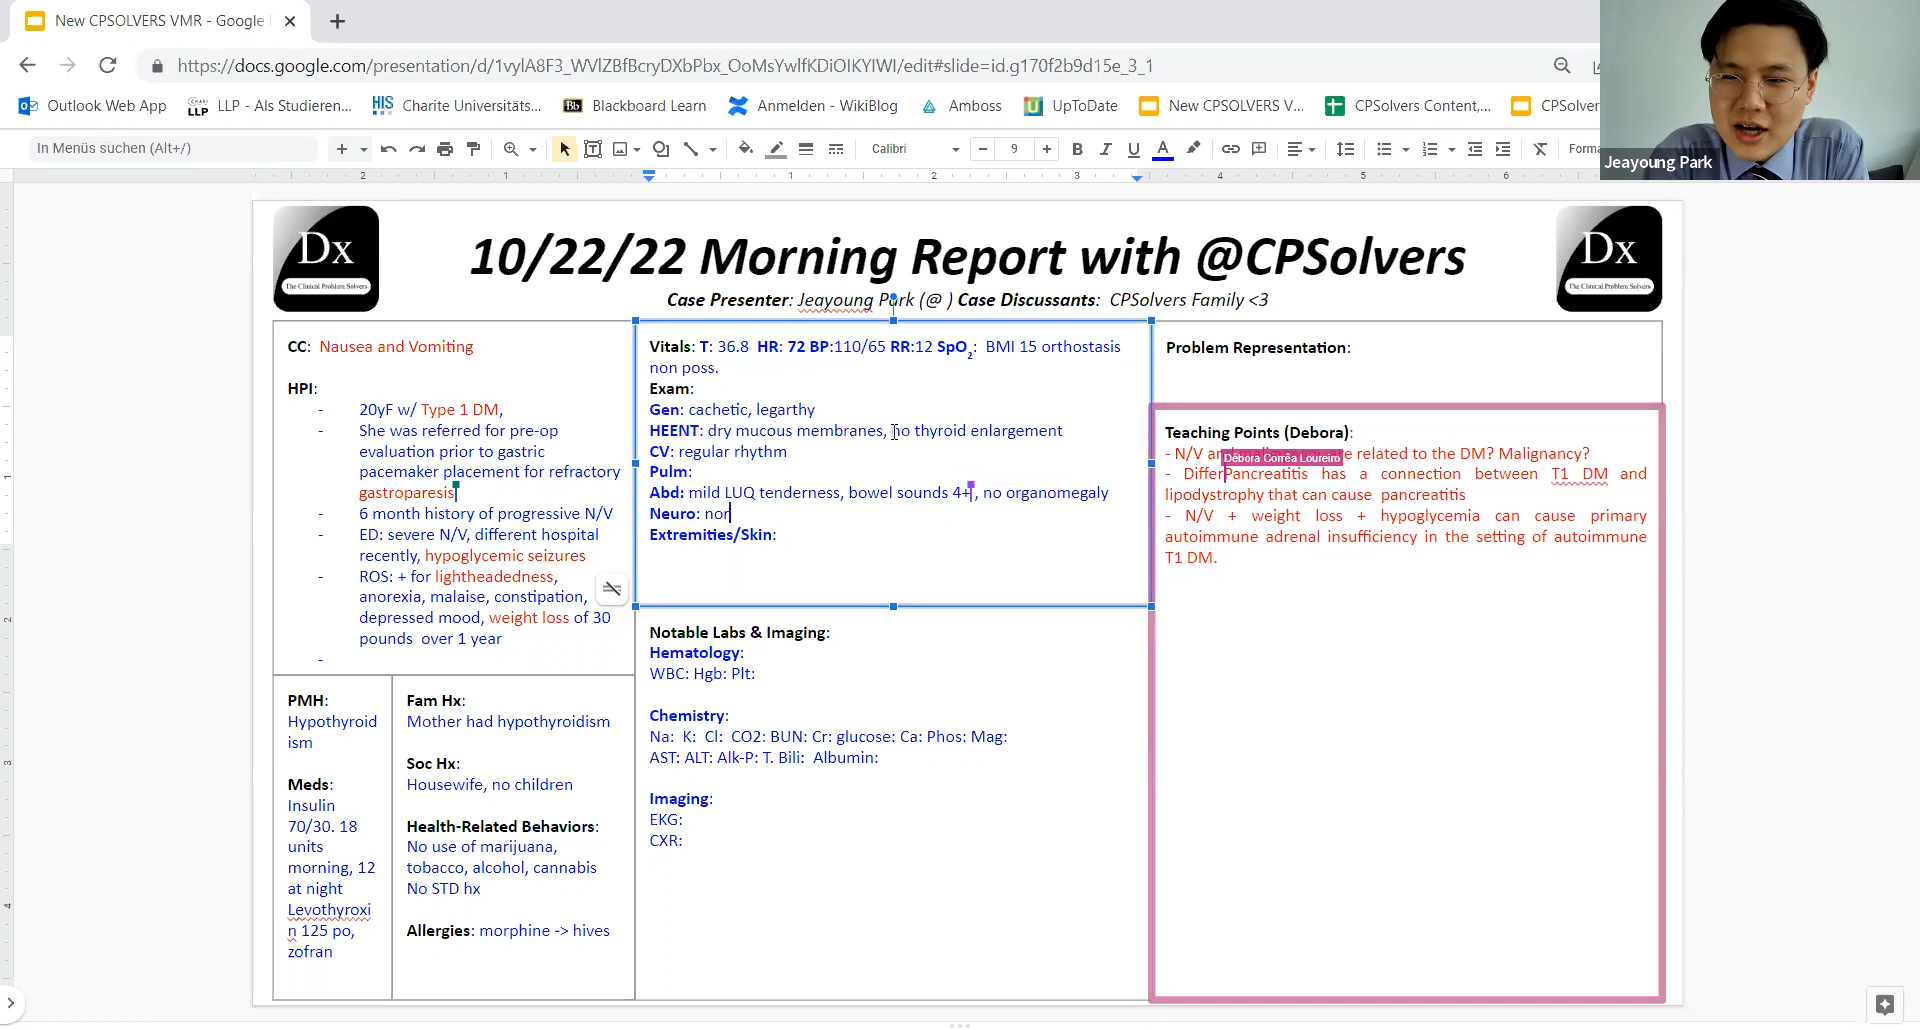 New CPSOLVERS VMR - Google
https://docs.google.com/presentation/d/1vylA8F3_WVlZBfBcryDXbPbx_OoMsYwlfKDiOIKYIWI/edit#slide=id.g170f2b9d15e_3_1
Outlook Web App
LLP - Als Studieren...
Charite Universitäts...
Blackboard Learn
Anmelden - WikiBlog
Amboss
UpToDate
New CPSOLVERS V...
CPSolvers Content,...
CPSolver
In Menüs suchen (Alt+/)
Calibri
9
Forma
Jeayoung Park
10/22/22 Morning Report with @CPSolvers
Case Presenter: Jeayoung Park (@ ) Case Discussants: CPSolvers Family <3
Dx
The Clinical Problem Solvers
Dx
The Clinical Problem Solvers
CC: Nausea and Vomiting
HPI:
- 20yF w/ Type 1 DM,
- She was referred for pre-op
evaluation prior to gastric
pacemaker placement for refractory
gastroparesis
- 6 month history of progressive N/V
- ED: severe N/V, different hospital
recently, hypoglycemic seizures
- ROS: + for lightheadedness,
anorexia, malaise, constipation,
depressed mood, weight loss of 30
pounds over 1 year
-
PMH:
Hypothyroid
ism
Meds:
Insulin
70/30. 18
units
morning, 12
at night
Levothyroxi
n 125 po,
zofran
Fam Hx:
Mother had hypothyroidism
Soc Hx:
Housewife, no children
Health-Related Behaviors:
No use of marijuana,
tobacco, alcohol, cannabis
No STD hx
Allergies: morphine -> hives
Vitals: T: 36.8 HR: 72 BP:110/65 RR:12 SpO2: BMI 15 orthostasis
non poss.
Exam:
Gen: cachetic, legarthy
HEENT: dry mucous membranes, no thyroid enlargement
CV: regular rhythm
Pulm:
Abd: mild LUQ tenderness, bowel sounds 4+, no organomegaly
Neuro: nor
Extremities/Skin:
Notable Labs & Imaging:
Hematology:
WBC: Hgb: Plt:
Chemistry:
Na: K: Cl: CO2: BUN: Cr: glucose: Ca: Phos: Mag:
AST: ALT: Alk-P: T. Bili: Albumin:
Imaging:
EKG:
CXR:
Problem Representation:
Teaching Points (Debora):
- N/V and are related to the DM? Malignancy?
Débora Corrêa Loureiro
- DifferPancreatitis has a connection between T1 DM and
lipodystrophy that can cause pancreatitis
- N/V + weight loss + hypoglycemia can cause primary
autoimmune adrenal insufficiency in the setting of autoimmune
T1 DM.